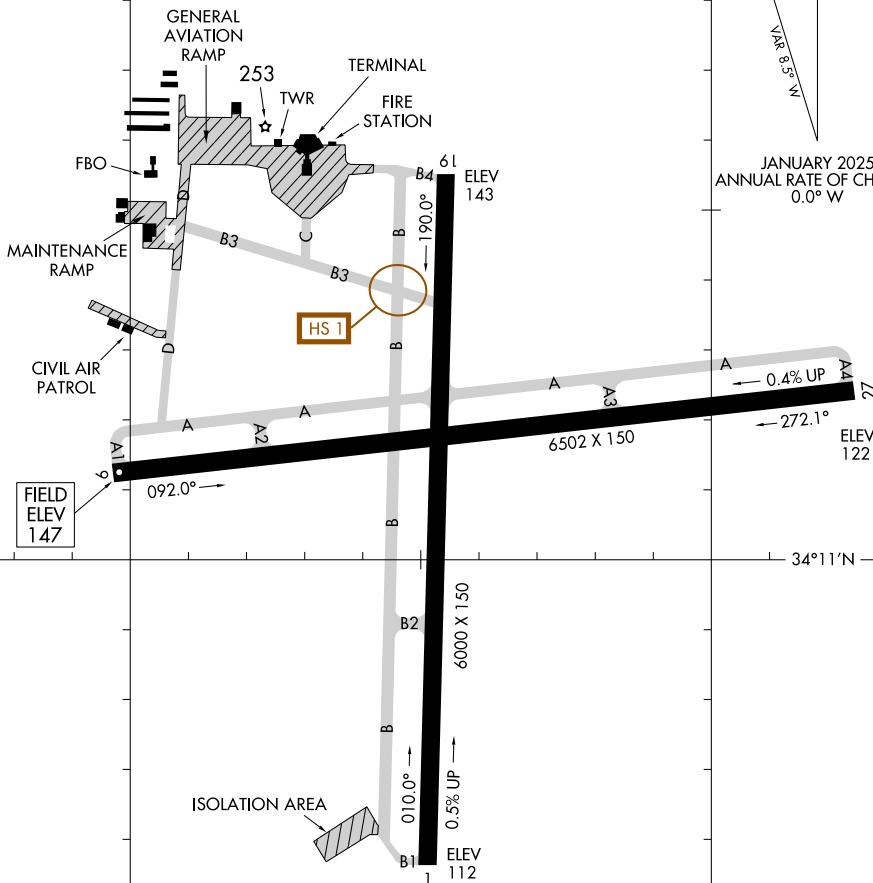 GENERAL
AVIATION
RAMP
253
TWR
TERMINAL
FIRE
STATION
VAR 8.5° W
JANUARY 2025
ANNUAL RATE OF CH
0.0° W
FBO
D
B4
19
ELEV
143
MAINTENANCE
RAMP
B3
C
B
190.0°
B3
HS 1
B
CIVIL AIR
PATROL
D
A
A
A
A
A1
A2
A3
A4
0.4% UP
27
272.1°
6502 X 150
ELEV
122
9
092.0°
FIELD
ELEV
147
B
34°11'N
B2
6000 X 150
B
010.0°
0.5% UP
ISOLATION AREA
B1
1
ELEV
112